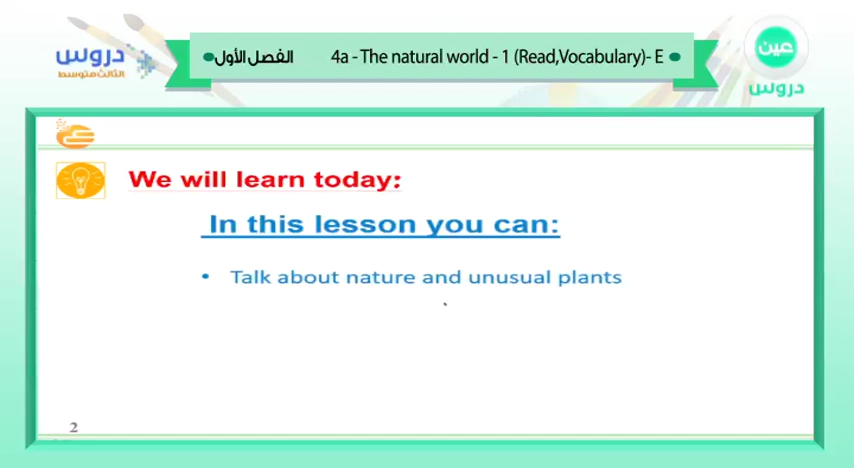 دروس
الثالث متوسط
4a - The natural world - 1 (Read,Vocabulary)- E الفصل الأول
عين
دروس
We will learn today:
In this lesson you can:
• Talk about nature and unusual plants
2